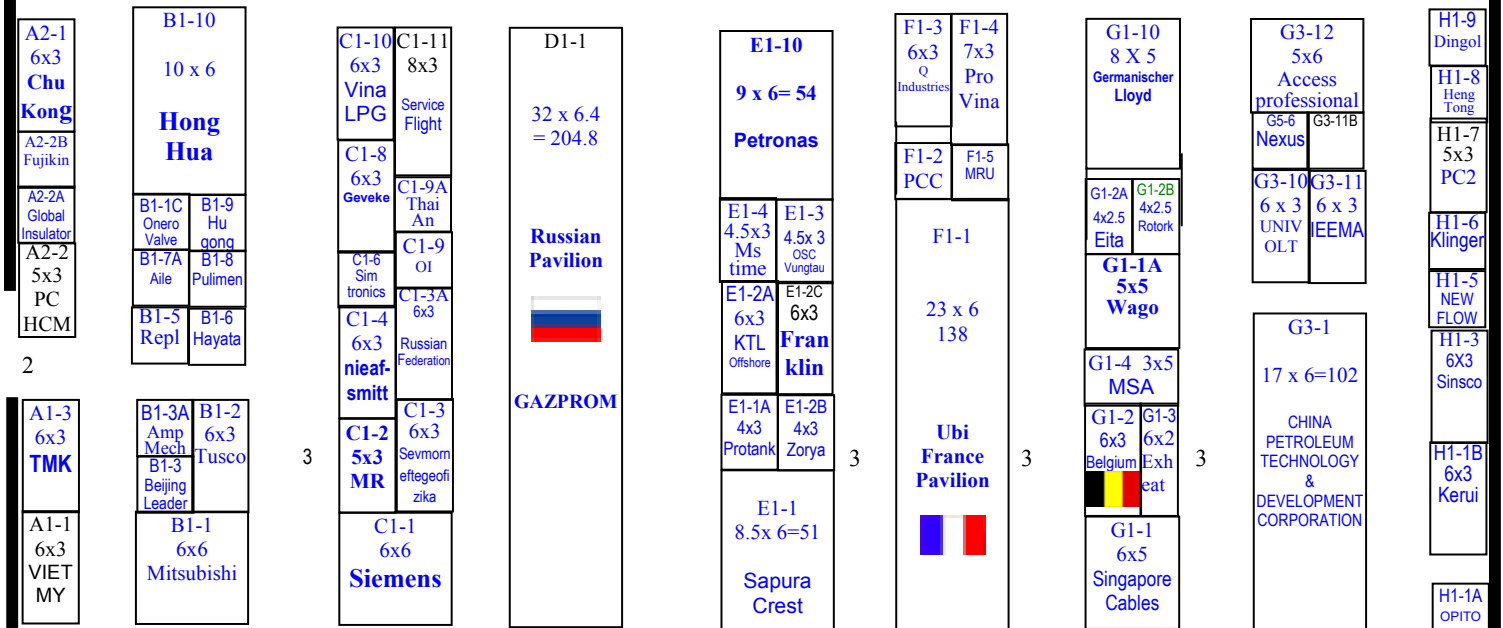 A2-1
6x3
Chu
Kong
A2-2B
Fujikin
A2-2A
Global
Insulator
A2-2
5x3
PC
HCM
2
A1-3
6x3
TMK
A1-1
6x3
VIET
MY
B1-10
10 x 6
Hong
Hua
B1-1C
Onero
Valve
B1-9
Hu
gong
B1-7A
Aile
B1-8
Pulimen
B1-5
Repl
B1-6
Hayata
B1-3A
Amp
Mech
B1-3
Beijing
Leader
B1-2
6x3
Tusco
B1-1
6x6
Mitsubishi
3
C1-10
6x3
Vina
LPG
C1-11
8x3
Service
Flight
C1-8
6x3
Geveke
C1-9A
Thai
An
C1-9
OI
C1-6
Sim
tronics
C1-3A
6x3
Russian
Federation
C1-4
6x3
nieaf-
smitt
C1-2
5x3
MR
C1-3
6x3
Sevmorn
eftegeofi
zika
C1-1
6x6
Siemens
D1-1
32 x 6.4
= 204.8
Russian
Pavilion
GAZPROM
E1-10
9 x 6= 54
Petronas
E1-4
4.5x3
Ms
time
E1-3
4.5x 3
OSC
Vungtau
E1-2A
6x3
KTL
Offshore
E1-2C
6x3
Fran
klin
E1-1A
4x3
Protank
E1-2B
4x3
Zorya
E1-1
8.5x 6=51
Sapura
Crest
3
F1-3
6x3
Q
Industries
F1-4
7x3
Pro
Vina
F1-2
PCC
F1-5
MRU
F1-1
23 x 6
138
Ubi
France
Pavilion
3
G1-10
8 X 5
Germanischer
Lloyd
G1-2A
4x2.5
Eita
G1-2B
4x2.5
Rotork
G1-1A
5x5
Wago
G1-4 3x5
MSA
G1-2
6x3
Belgium
G1-3
6x2
Exh
eat
G1-1
6x5
Singapore
Cables
3
G3-12
5x6
Access
professional
G5-6
Nexus
G3-11B
G3-10
6 x 3
UNIV
OLT
G3-11
6 x 3
IEEMA
G3-1
17 x 6=102
CHINA
PETROLEUM
TECHNOLOGY
&
DEVELOPMENT
CORPORATION
H1-9
Dingol
H1-8
Heng
Tong
H1-7
5x3
PC2
H1-6
Klinger
H1-5
NEW
FLOW
H1-3
6X3
Sinsco
H1-1B
6x3
Kerui
H1-1A
OPITO